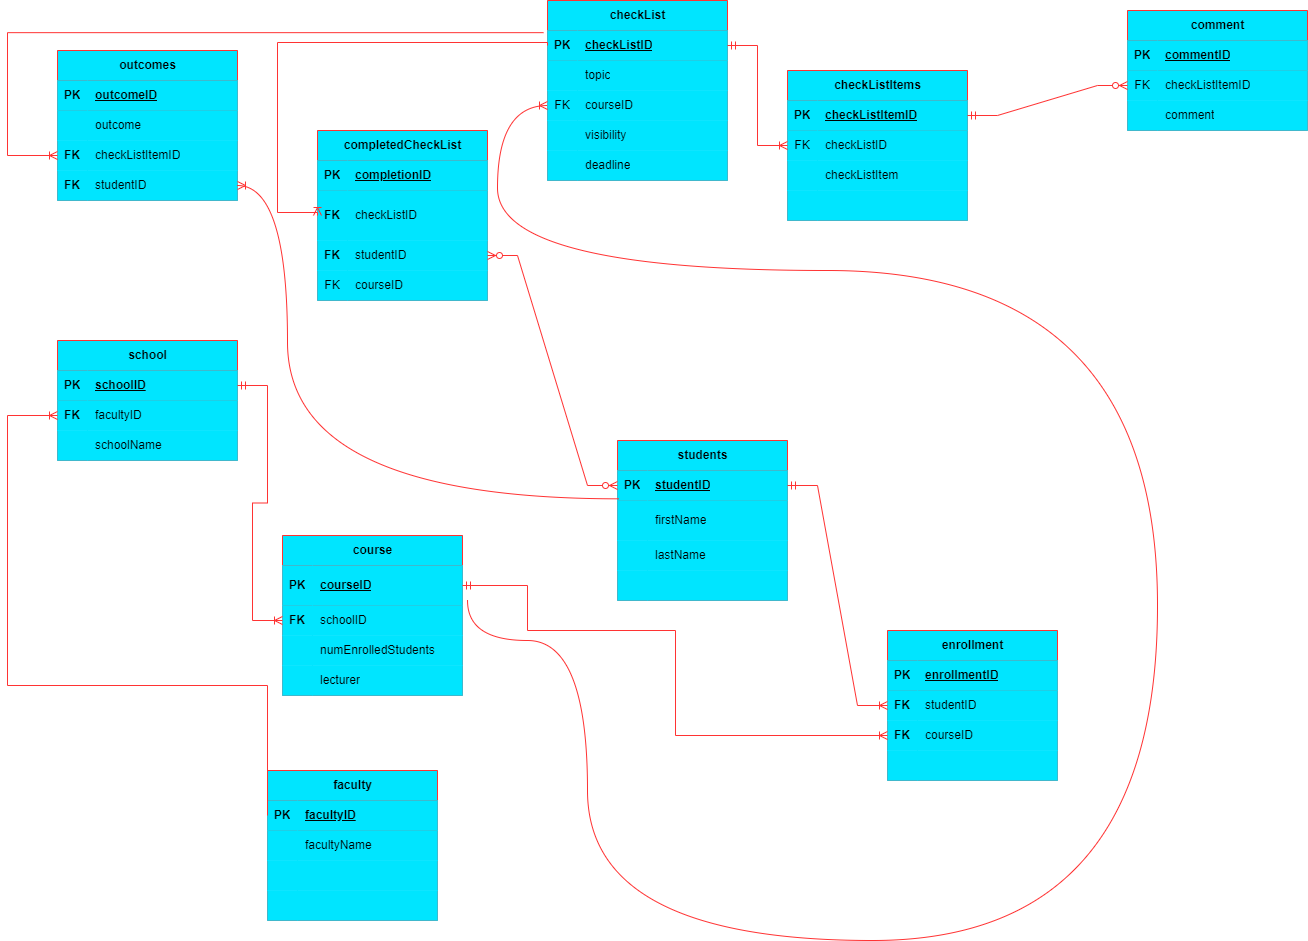 checkList
PK checkListID
topic
FK courseID
visibility
deadline
comment
PK commentID
FK checkListItemID
comment
outcomes
PK outcomeID
outcome
FK checkListItemID
FK studentID
checkListItems
PK checkListItemID
FK checkListID
checkListItem
completedCheckList
PK completionID
FK checkListID
FK studentID
FK courseID
school
PK schoolID
FK facultyID
schoolName
students
PK studentID
firstName
lastName
course
PK courseID
FK schoolID
numEnrolledStudents
lecturer
enrollment
PK enrollmentID
FK studentID
FK courseID
faculty
PK facultyID
facultyName